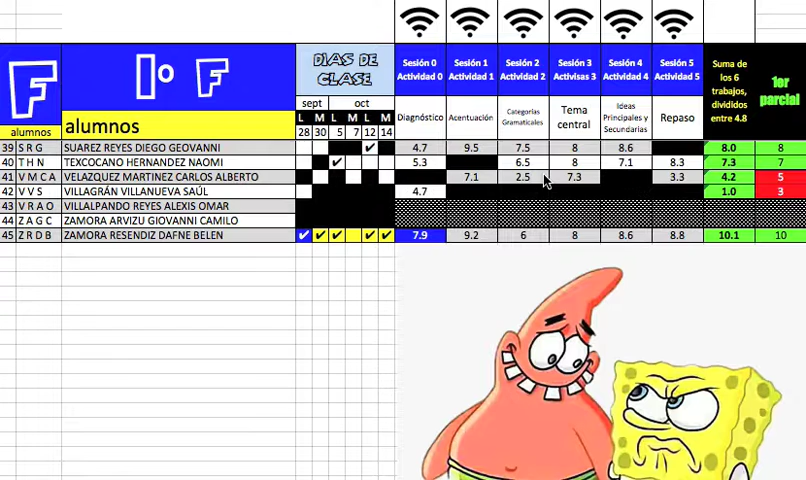 F
alumnos
1º F
alumnos
DIAS DE CLASE
sept oct
L M L M L M
28 30 5 7 12 14
Sesión 0 Actividad 0
Sesión 1 Actividad 1
Sesión 2 Actividad 2
Sesión 3 Activisas 3
Sesión 4 Actividad 4
Sesión 5 Actividad 5
Diagnóstico
Acentuación
Categorías Gramaticales
Tema central
Ideas Principales y Secundarias
Repaso
Suma de los 6 trabajos, divididos entre 4.8
1er parcial
39 S R G SUAREZ REYES DIEGO GEOVANNI ✓ 4.7 9.5 7.5 8 8.6 8.0 8
40 T H N TEXCOCANO HERNANDEZ NAOMI ✓ 5.3 6.5 8 7.1 8.3 7.3 7
41 V M C A VELAZQUEZ MARTINEZ CARLOS ALBERTO 7.1 2.5 7.3 3.3 4.2 5
42 V V S VILLAGRÁN VILLANUEVA SAÚL 4.7 1.0 3
43 V R A O VILLALPANDO REYES ALEXIS OMAR
44 Z A G C ZAMORA ARVIZU GIOVANNI CAMILO
45 Z R D B ZAMORA RESENDIZ DAFNE BELEN ✓ ✓ ✓ ✓ ✓ 7.9 9.2 6 8 8.6 8.8 10.1 10